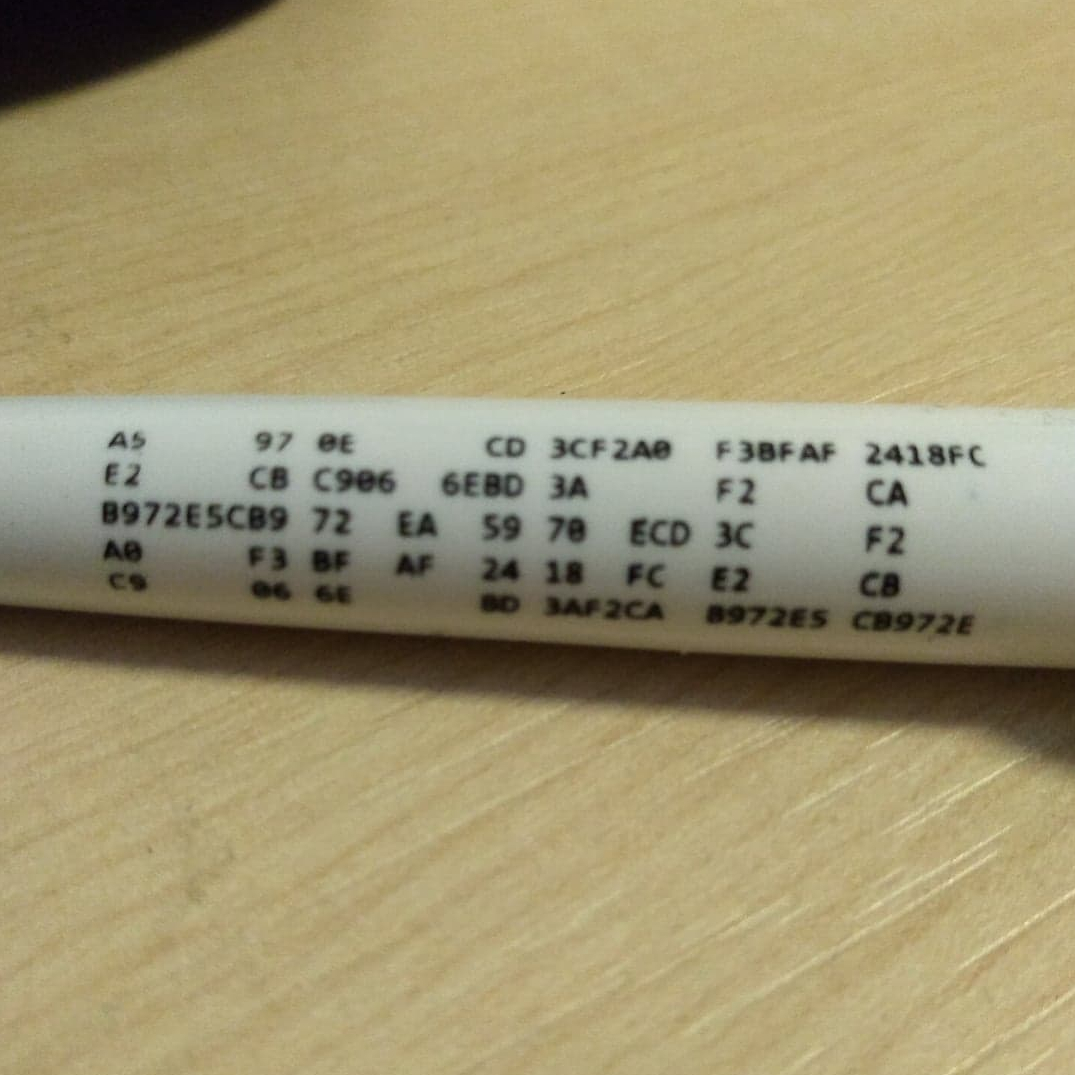 A5 97 0E CD 3CF2A0 F3BFAF 2418FC
E2 CB C906 6EBD 3A F2 CA
B972E5CB9 72 EA 59 70 ECD 3C F2
A0 F3 BF AF 24 18 FC E2 CB
C9 06 6E BD 3AF2CA B972E5 CB972E